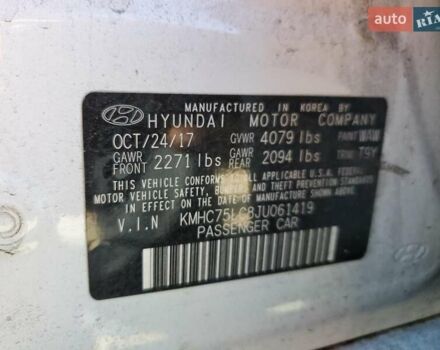 auto RIA
MANUFACTURED IN KOREA BY
HYUNDAI MOTOR COMPANY
OCT/24/17 GVWR 4079 lbs PAINT WAW
GAWR FRONT 2271 lbs GAWR REAR 2094 lbs TRIM T9Y
THIS VEHICLE CONFORMS TO ALL APPLICABLE U.S.A. FEDERAL
MOTOR VEHICLE SAFETY, BUMPER, AND THEFT PREVENTION STANDARDS
IN EFFECT ON THE DATE OF MANUFACTURE SHOWN ABOVE.
V.I.N KMHC75LC8JU061419
PASSENGER CAR